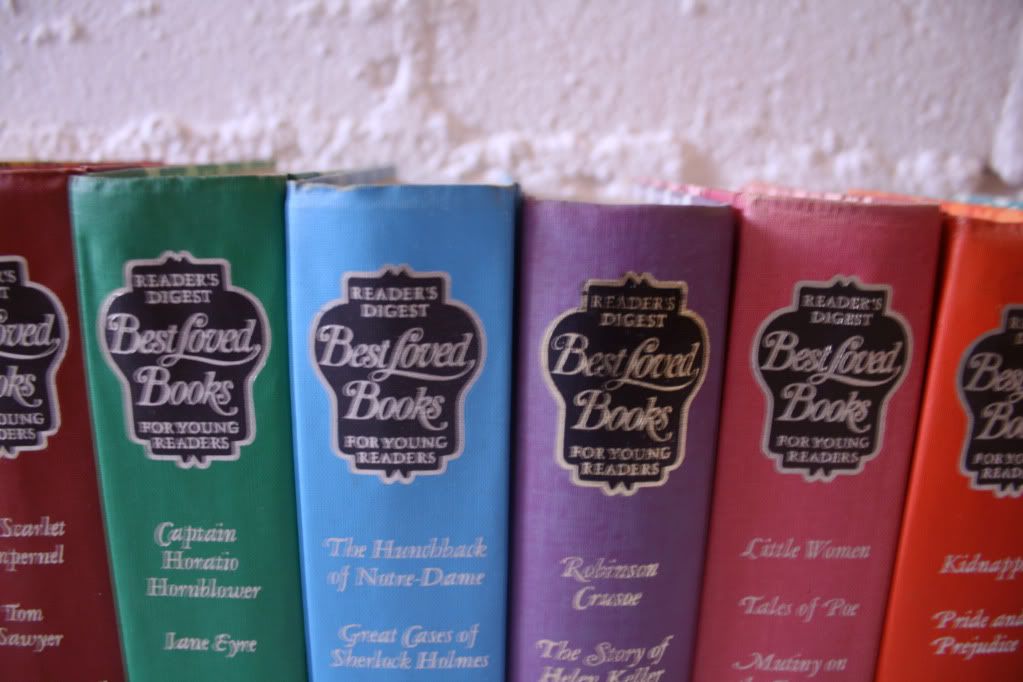 Scarlet
Tom
Sawyer
READER'S
DIGEST
Best Loved
Books
FOR YOUNG
READERS
Captain
Horatio
Hornblower
Jane Eyre
READER'S
DIGEST
Best Loved
Books
FOR YOUNG
READERS
The Hunchback
of Notre-Dame
Great Cases of
Sherlock Holmes
READER'S
DIGEST
Best Loved
Books
FOR YOUNG
READERS
Robinson
Crusoe
The Story of
Helen Keller
READER'S
DIGEST
Best Loved
Books
FOR YOUNG
READERS
Little Women
Tales of Poe
Mutiny on
Pride and
Prejudice